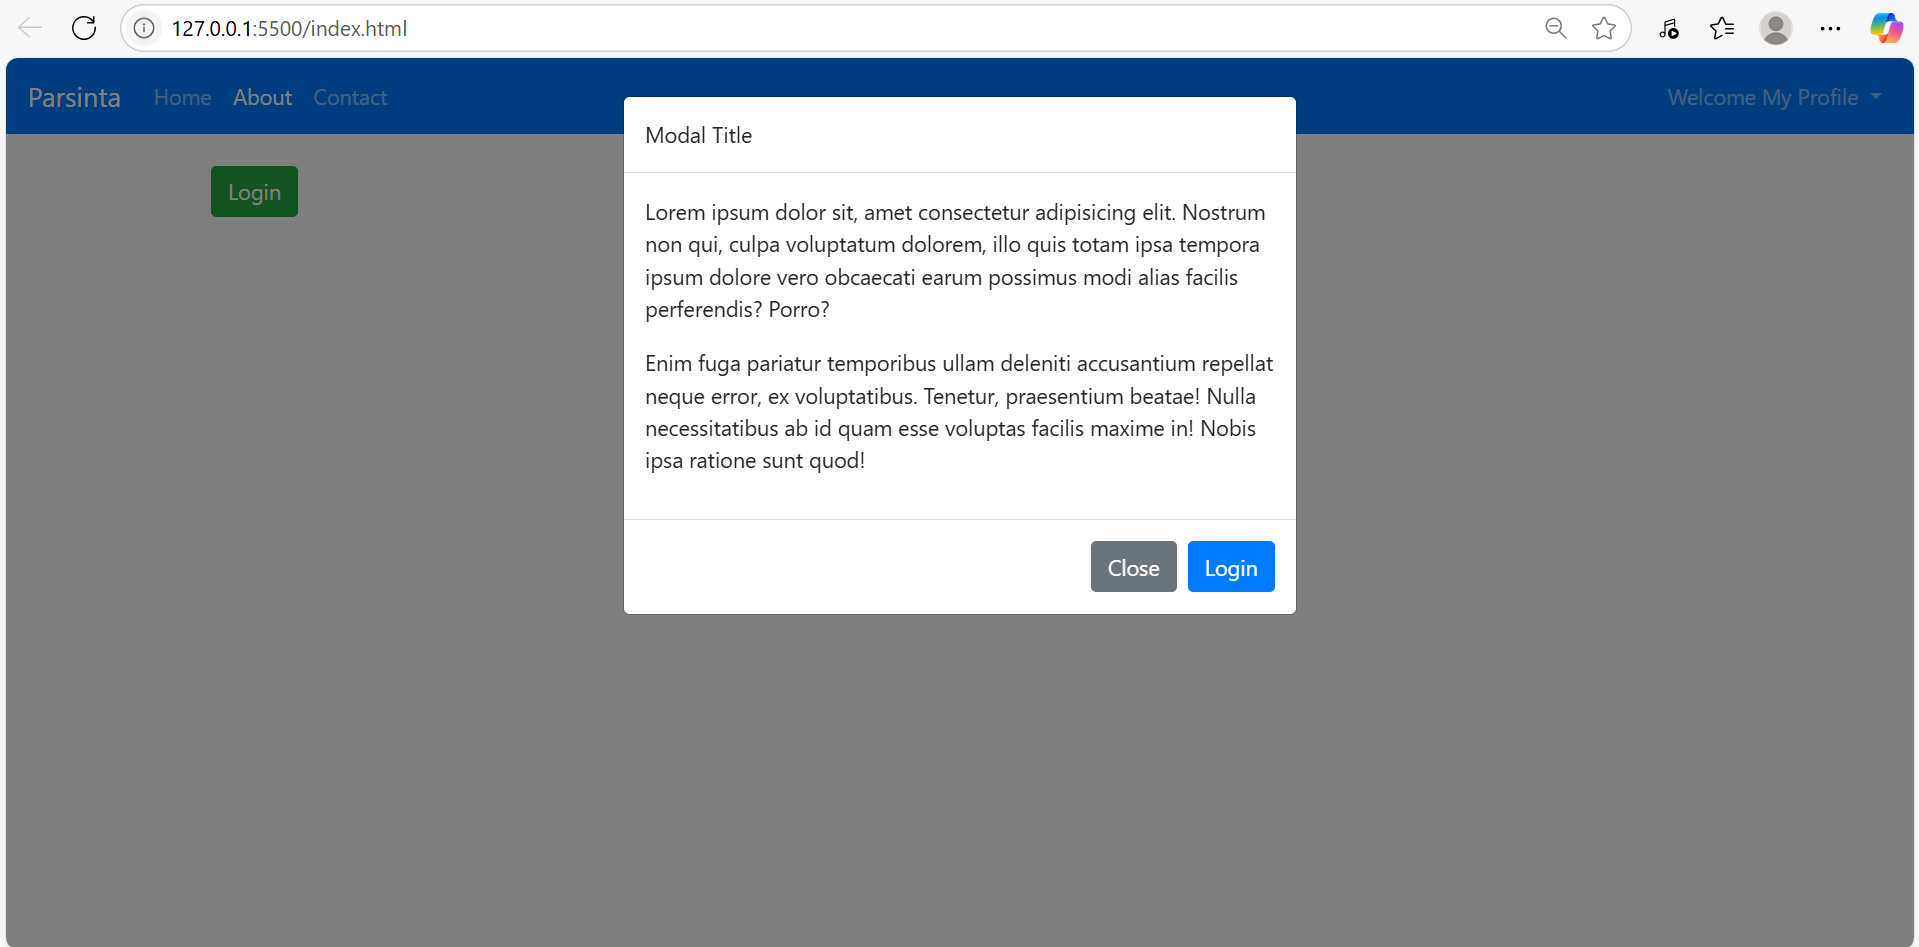 127.0.0.1:5500/index.html
Parsinta Home About Contact Welcome My Profile
Login
Modal Title
Lorem ipsum dolor sit, amet consectetur adipisicing elit. Nostrum
non qui, culpa voluptatum dolorem, illo quis totam ipsa tempora
ipsum dolore vero obcaecati earum possimus modi alias facilis
perferendis? Porro?
Enim fuga pariatur temporibus ullam deleniti accusantium repellat
neque error, ex voluptatibus. Tenetur, praesentium beatae! Nulla
necessitatibus ab id quam esse voluptas facilis maxime in! Nobis
ipsa ratione sunt quod!
Close Login